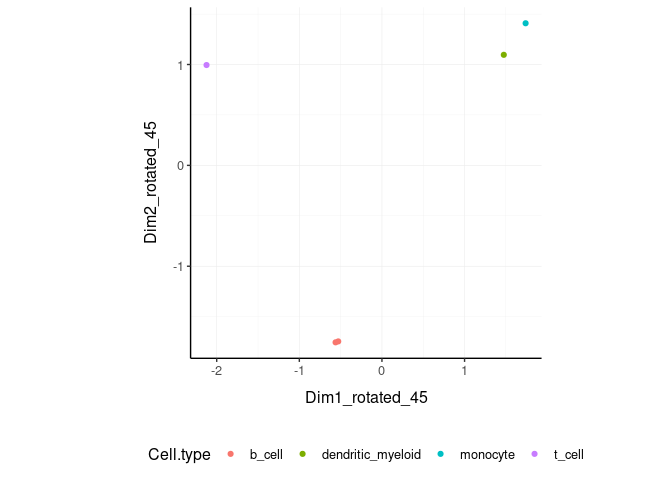 1
0
-1
-2
-1
0
1
Dim2_rotated_45
Dim1_rotated_45
Cell.type b_cell dendritic_myeloid monocyte t_cell